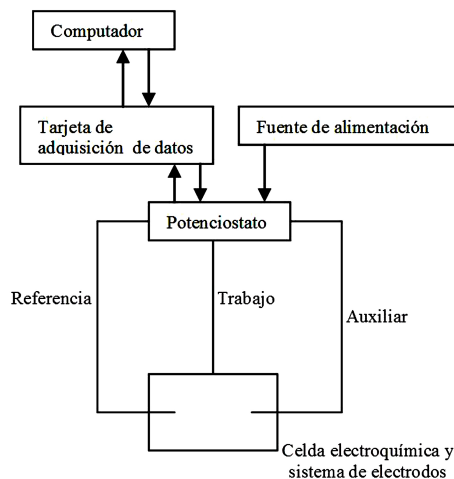 Computador
Tarjeta de
adquisición de datos
Fuente de alimentación
Potenciostato
Referencia
Trabajo
Auxiliar
Celda electroquímica y
sistema de electrodos